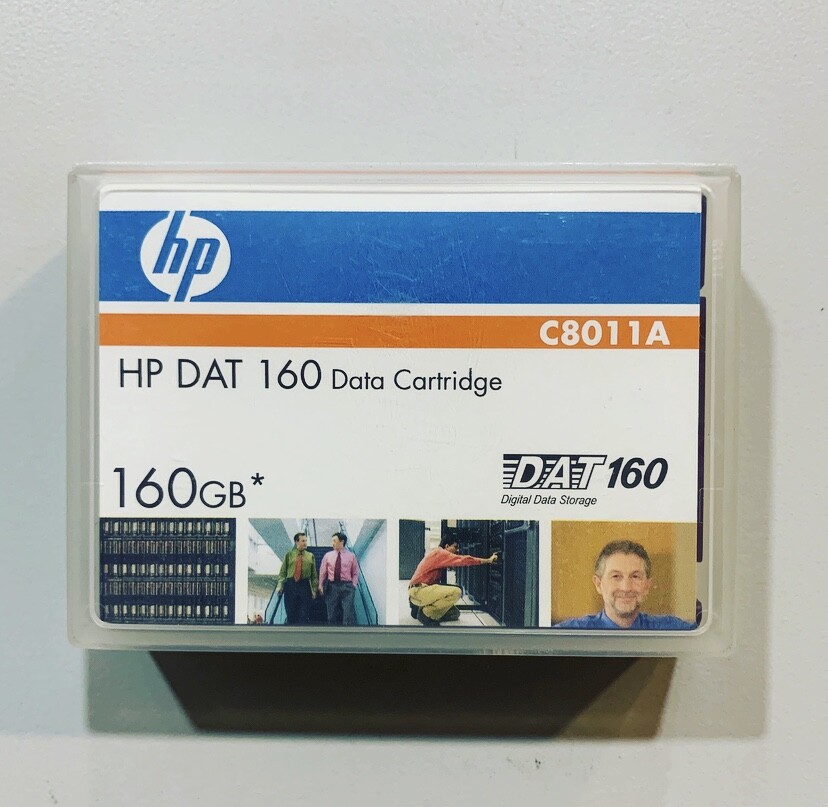 hp
C8011A
HP DAT 160 Data Cartridge
160GB*
DAT 160
Digital Data Storage